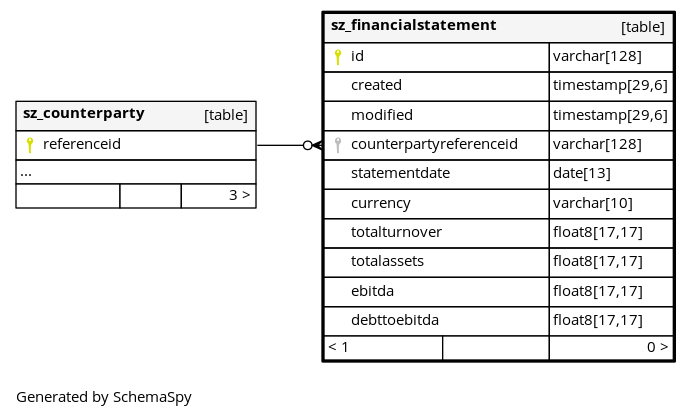 sz_counterparty [table]
referenceid
...
3 >
sz_financialstatement [table]
id varchar[128]
created timestamp[29,6]
modified timestamp[29,6]
counterpartyreferenceid varchar[128]
statementdate date[13]
currency varchar[10]
totalturnover float8[17,17]
totalassets float8[17,17]
ebitda float8[17,17]
debttoebitda float8[17,17]
< 1 0 >
Generated by SchemaSpy